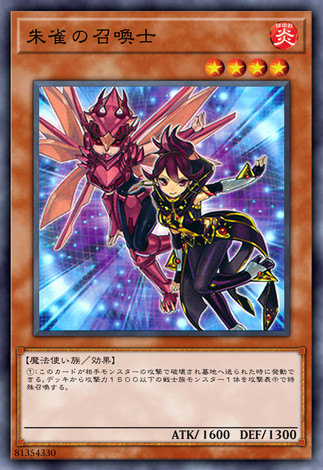 朱雀の召喚士
炎
【魔法使い族／効果】
①：このカードが相手モンスターの攻撃で破壊され墓地へ送られた時に発動で
きる。デッキから攻撃力１５００以下の戦士族モンスター１体を攻撃表示で特
殊召喚する。
ATK/ 1600 DEF/1300
81354330